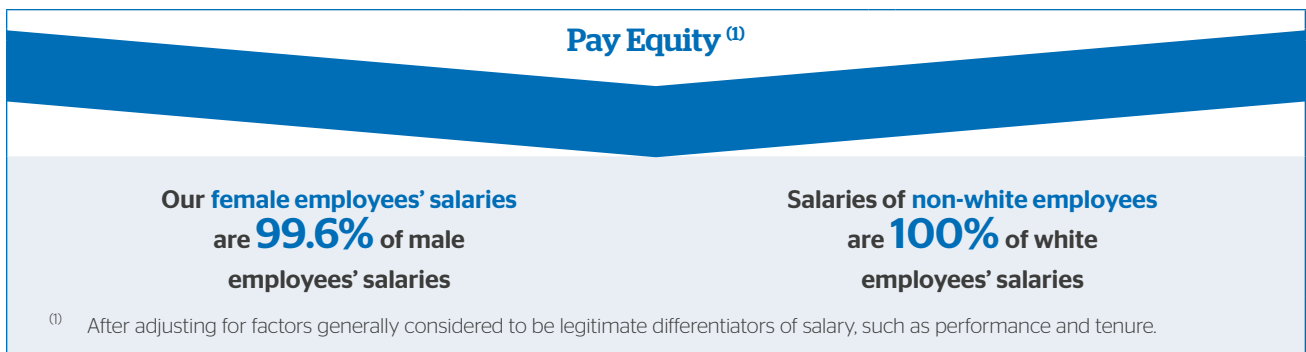 Pay Equity (1)
Our female employees’ salaries
are 99.6% of male
employees’ salaries
Salaries of non-white employees
are 100% of white
employees’ salaries
(1) After adjusting for factors generally considered to be legitimate differentiators of salary, such as performance and tenure.